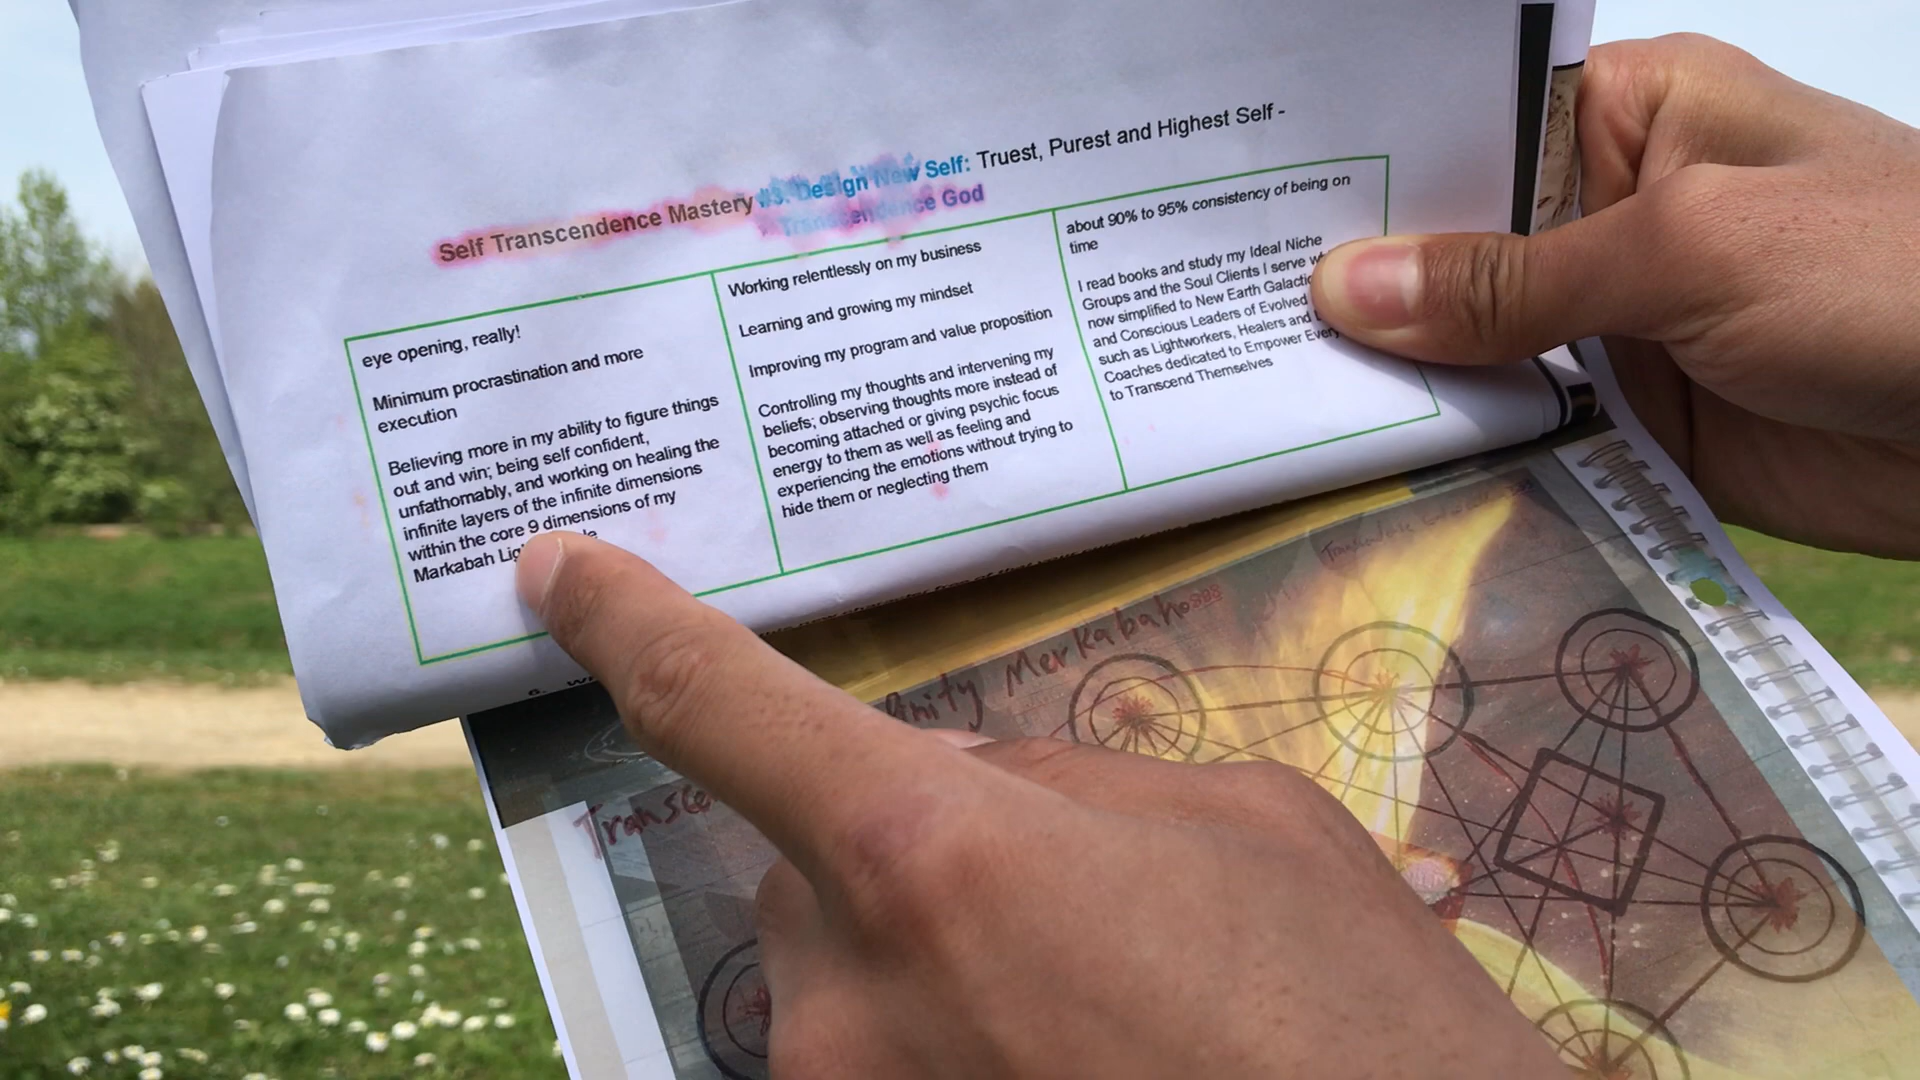 Self Transcendence Mastery #3: Design New Self: Truest, Purest and Highest Self -
Transcendence God
eye opening, really!
Minimum procrastination and more
execution
Believing more in my ability to figure things
out and win; being self confident,
unfathomably, and working on healing the
infinite layers of the infinite dimensions
within the core 9 dimensions of my
Markabah
Working relentlessly on my business
Learning and growing my mindset
Improving my program and value proposition
Controlling my thoughts and intervening my
beliefs; observing thoughts more instead of
becoming attached or giving psychic focus
energy to them as well as feeling and
experiencing the emotions without trying to
hide them or neglecting them
about 90% to 95% consistency of being on
time
I read books and study my Ideal Niche
Groups and the Soul Clients I serve
now simplified to New Earth
and Conscious Leaders of Evolved
such as Lightworkers, Healers and
Coaches dedicated to Empower
to Transcend Themselves
6.
Merkabah